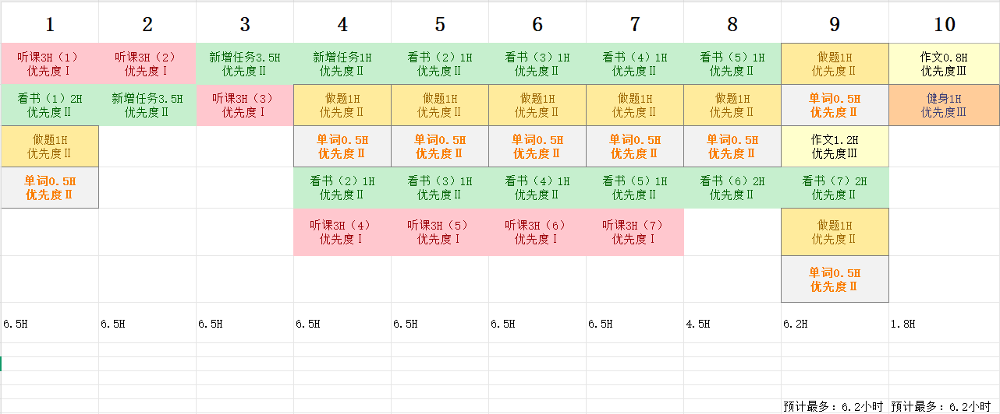 1 2 3 4 5 6 7 8 9 10
听课3H（1） 听课3H（2） 新增任务3.5H 新增任务1H 看书（2）1H 看书（3）1H 看书（4）1H 看书（5）1H 做题1H 作文0.8H
优先度Ⅰ 优先度Ⅰ 优先度Ⅱ 优先度Ⅱ 优先度Ⅱ 优先度Ⅱ 优先度Ⅱ 优先度Ⅱ 优先度Ⅱ 优先度Ⅲ
看书（1）2H 新增任务3.5H 听课3H（3） 做题1H 做题1H 做题1H 做题1H 做题1H 单词0.5H 健身1H
优先度Ⅱ 优先度Ⅱ 优先度Ⅰ 优先度Ⅱ 优先度Ⅱ 优先度Ⅱ 优先度Ⅱ 优先度Ⅱ 优先度Ⅱ 优先度Ⅲ
做题1H 单词0.5H 单词0.5H 单词0.5H 单词0.5H 单词0.5H 作文1.2H
优先度Ⅱ 优先度Ⅱ 优先度Ⅱ 优先度Ⅱ 优先度Ⅱ 优先度Ⅱ 优先度Ⅲ
单词0.5H 看书（2）1H 看书（3）1H 看书（4）1H 看书（5）1H 看书（6）2H 看书（7）2H
优先度Ⅱ 优先度Ⅱ 优先度Ⅱ 优先度Ⅱ 优先度Ⅱ 优先度Ⅱ 优先度Ⅱ
听课3H（4） 听课3H（5） 听课3H（6） 听课3H（7） 做题1H
优先度Ⅰ 优先度Ⅰ 优先度Ⅰ 优先度Ⅰ 优先度Ⅱ
单词0.5H
优先度Ⅱ
6.5H 6.5H 6.5H 6.5H 6.5H 6.5H 6.5H 4.5H 6.2H 1.8H
预计最多：6.2小时 预计最多：6.2小时